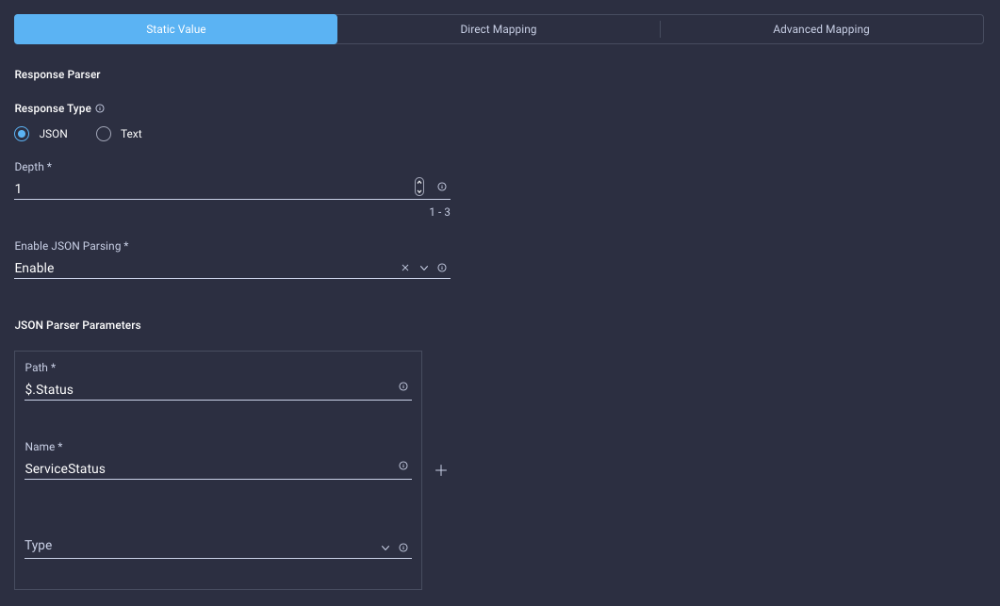 Static Value Direct Mapping Advanced Mapping
Response Parser
Response Type
JSON Text
Depth *
1
1 - 3
Enable JSON Parsing *
Enable
JSON Parser Parameters
Path *
$.Status
Name *
ServiceStatus
Type